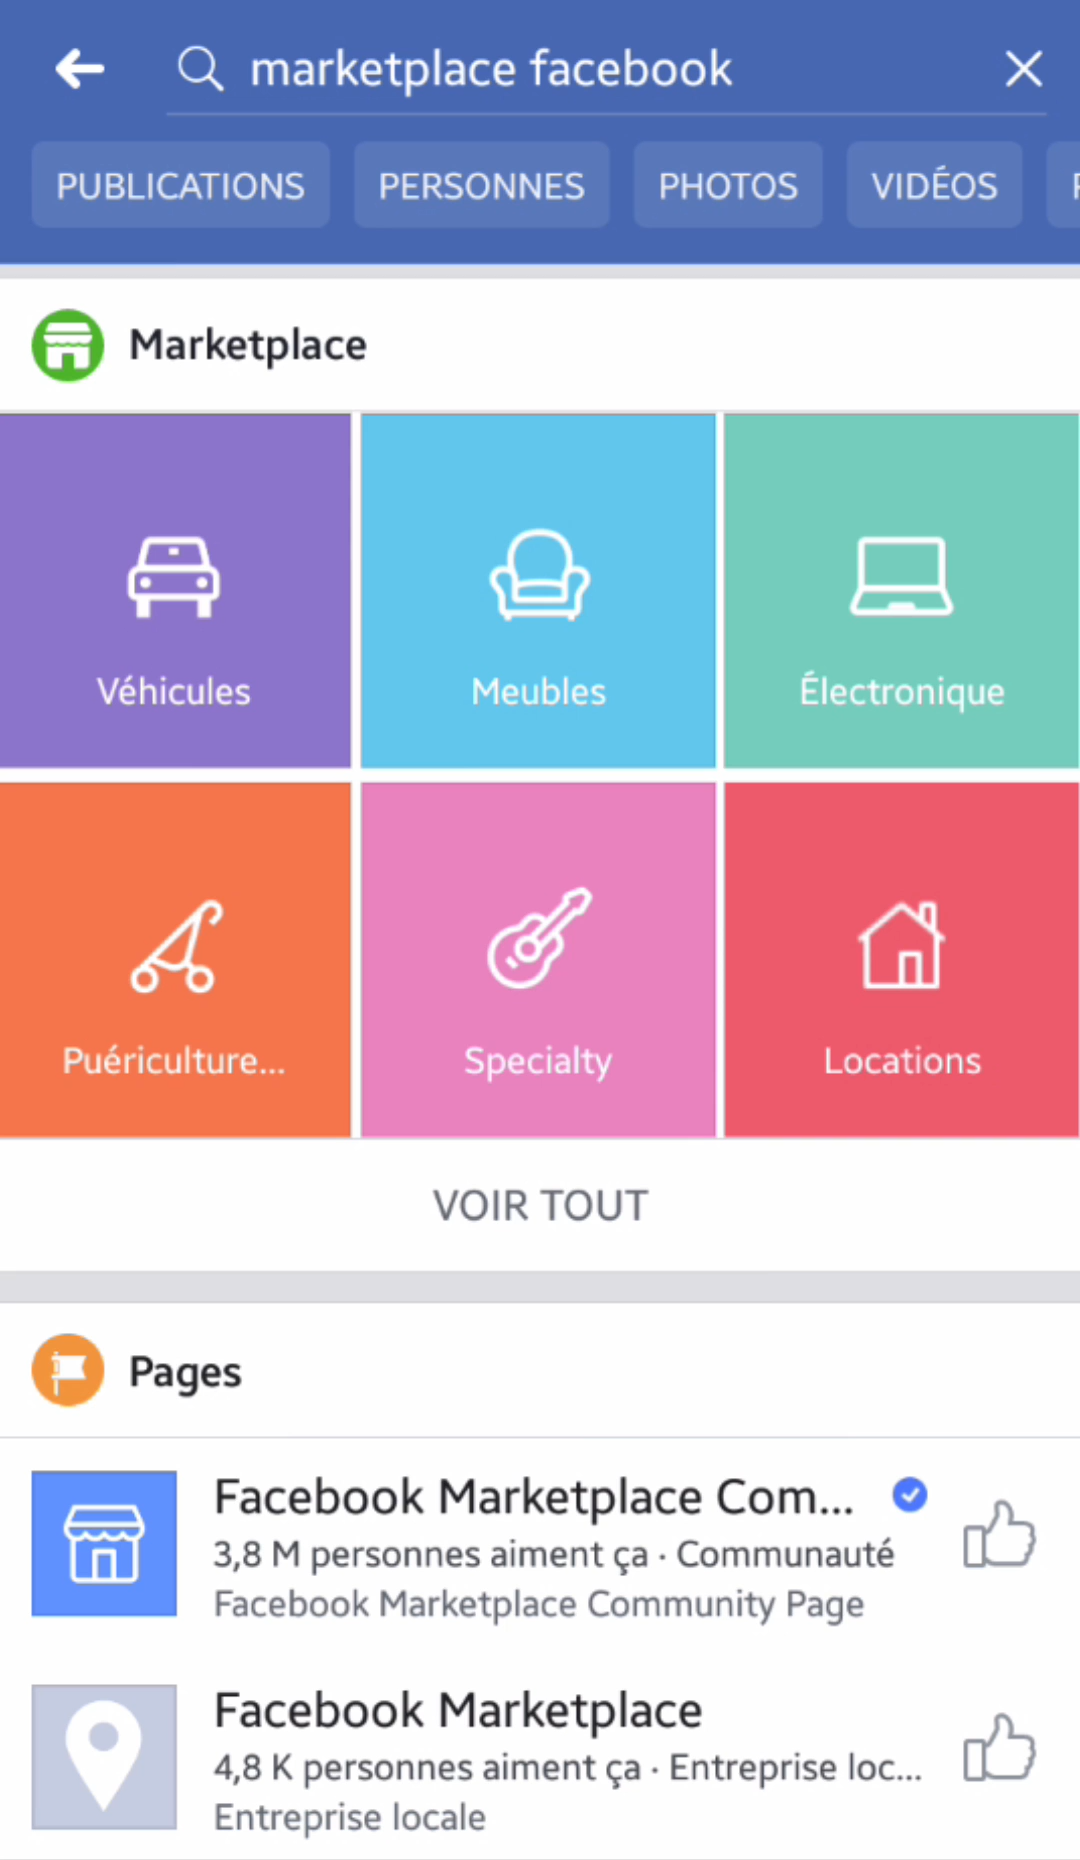 marketplace facebook
PUBLICATIONS PERSONNES PHOTOS VIDÉOS
Marketplace
Véhicules Meubles Électronique
Puériculture... Specialty Locations
VOIR TOUT
Pages
Facebook Marketplace Com...
3,8 M personnes aiment ça · Communauté
Facebook Marketplace Community Page
Facebook Marketplace
4,8 K personnes aiment ça · Entreprise loc...
Entreprise locale